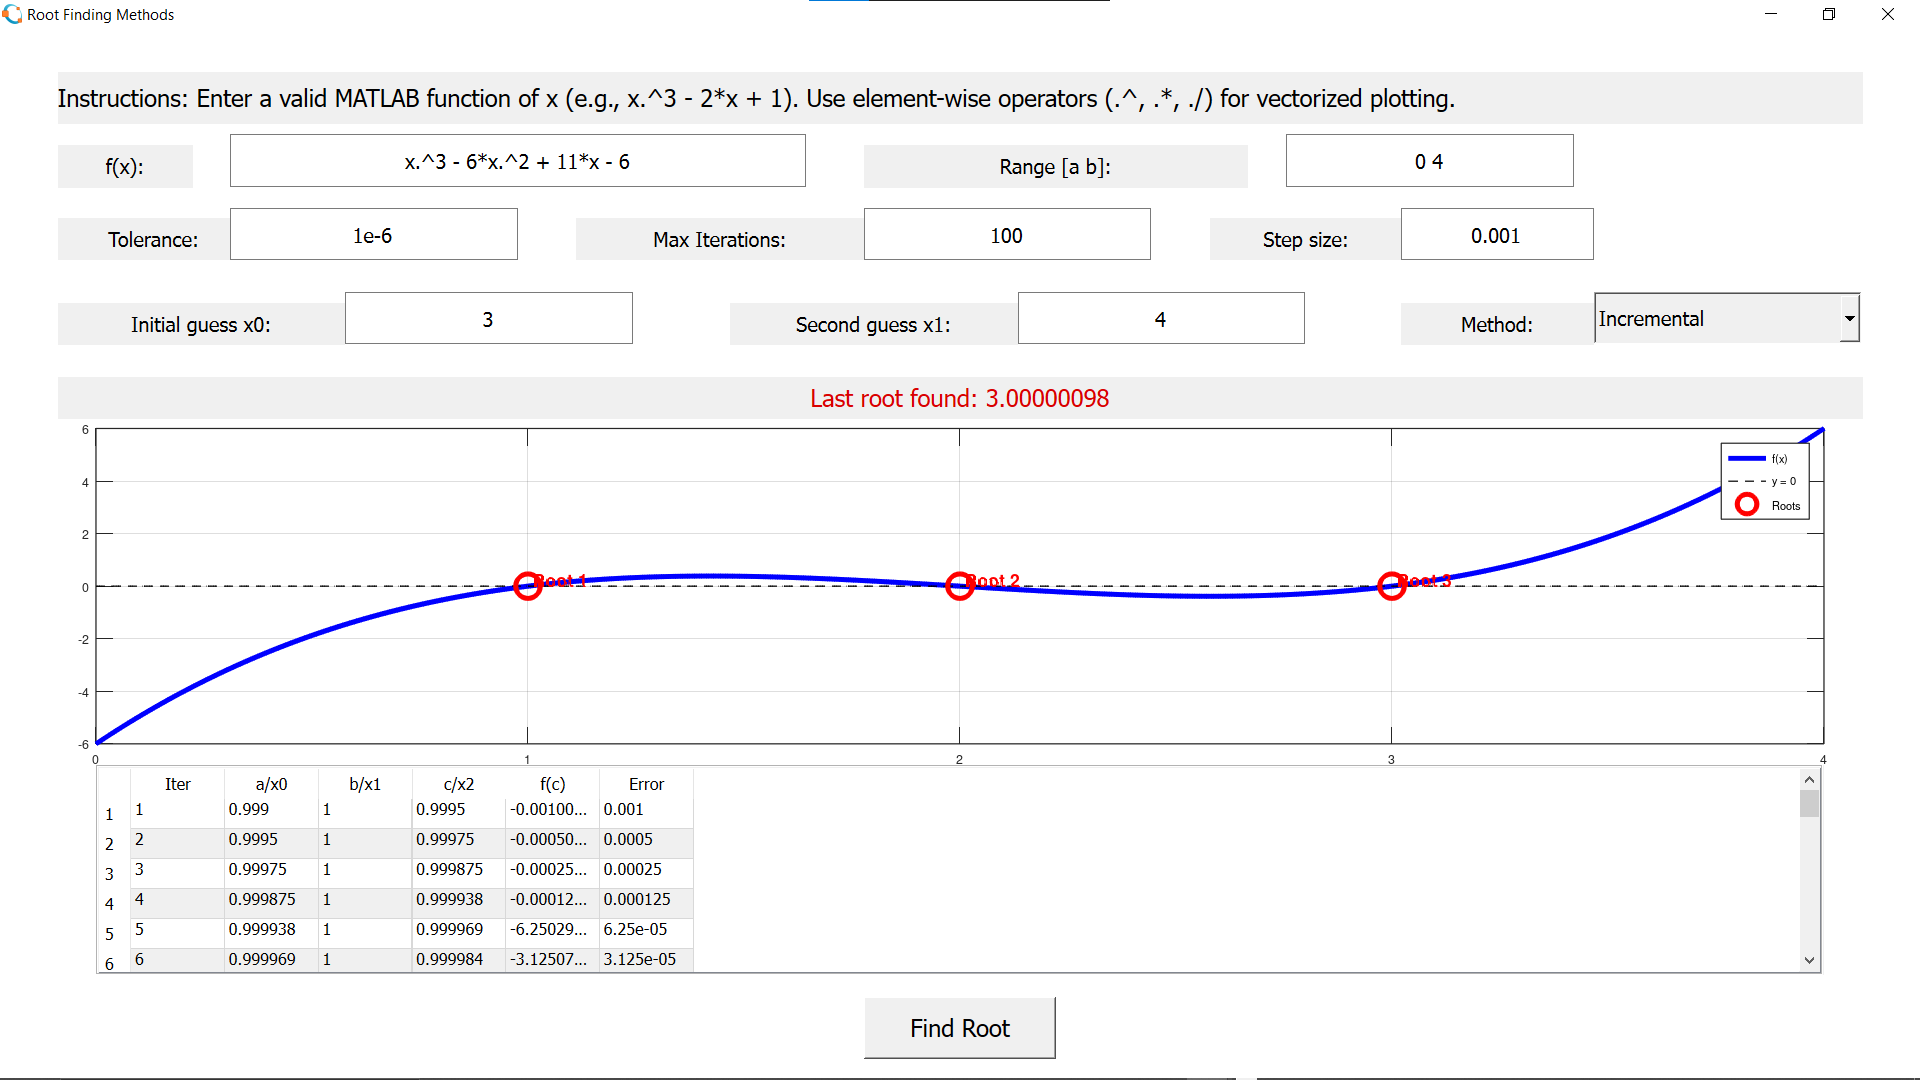 Root Finding Methods
Instructions: Enter a valid MATLAB function of x (e.g., x.^3 - 2*x + 1). Use element-wise operators (.^, .*, ./) for vectorized plotting.
f(x): x.^3 - 6*x.^2 + 11*x - 6 Range [a b]: 0 4
Tolerance: 1e-6 Max Iterations: 100 Step size: 0.001
Initial guess x0: 3 Second guess x1: 4 Method: Incremental
Last root found: 3.00000098
6
4
2
0
-2
-4
-6
0 1 2 3 4
Root 1 Root 2 Root 3
f(x)
y = 0
Roots
Iter a/x0 b/x1 c/x2 f(c) Error
1 1 0.999 1 0.9995 -0.00100... 0.001
2 2 0.9995 1 0.99975 -0.00050... 0.0005
3 3 0.99975 1 0.999875 -0.00025... 0.00025
4 4 0.999875 1 0.999938 -0.00012... 0.000125
5 5 0.999938 1 0.999969 -6.25029... 6.25e-05
6 6 0.999969 1 0.999984 -3.12507... 3.125e-05
Find Root